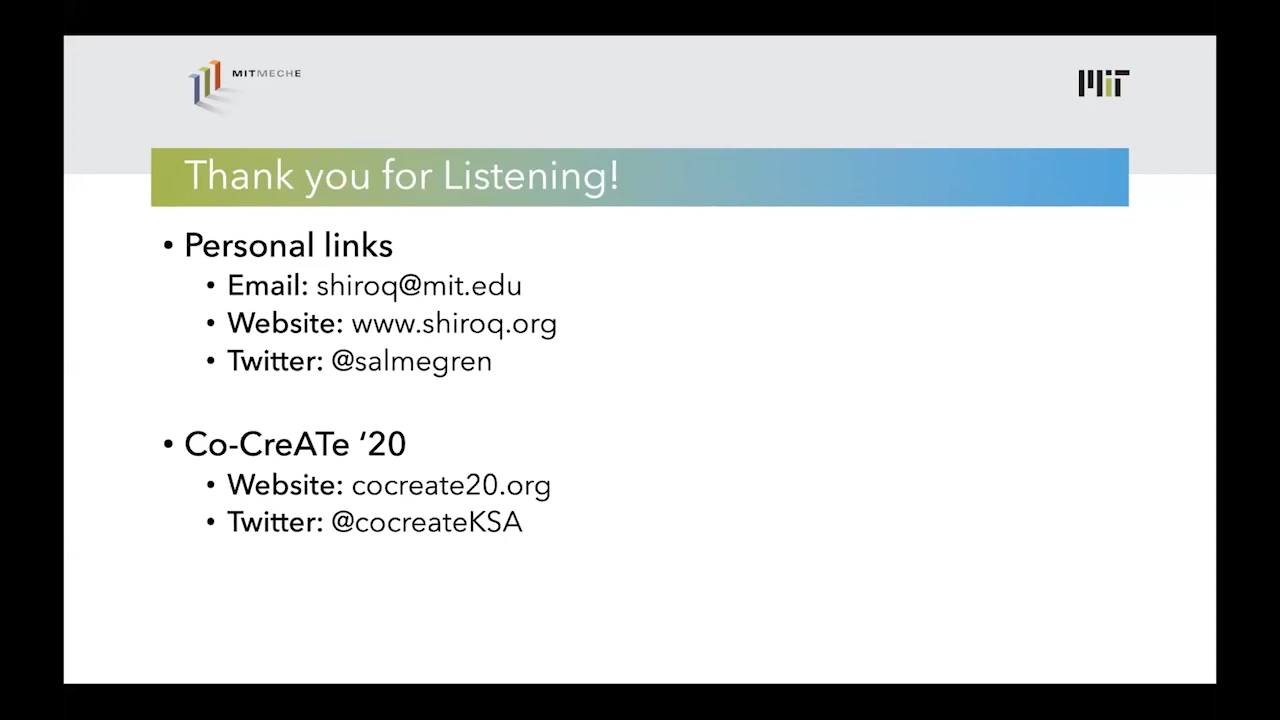 MITMECHE
MIT
Thank you for Listening!
• Personal links
• Email: shiroq@mit.edu
• Website: www.shiroq.org
• Twitter: @salmegren
• Co-CreATe ‘20
• Website: cocreate20.org
• Twitter: @cocreateKSA